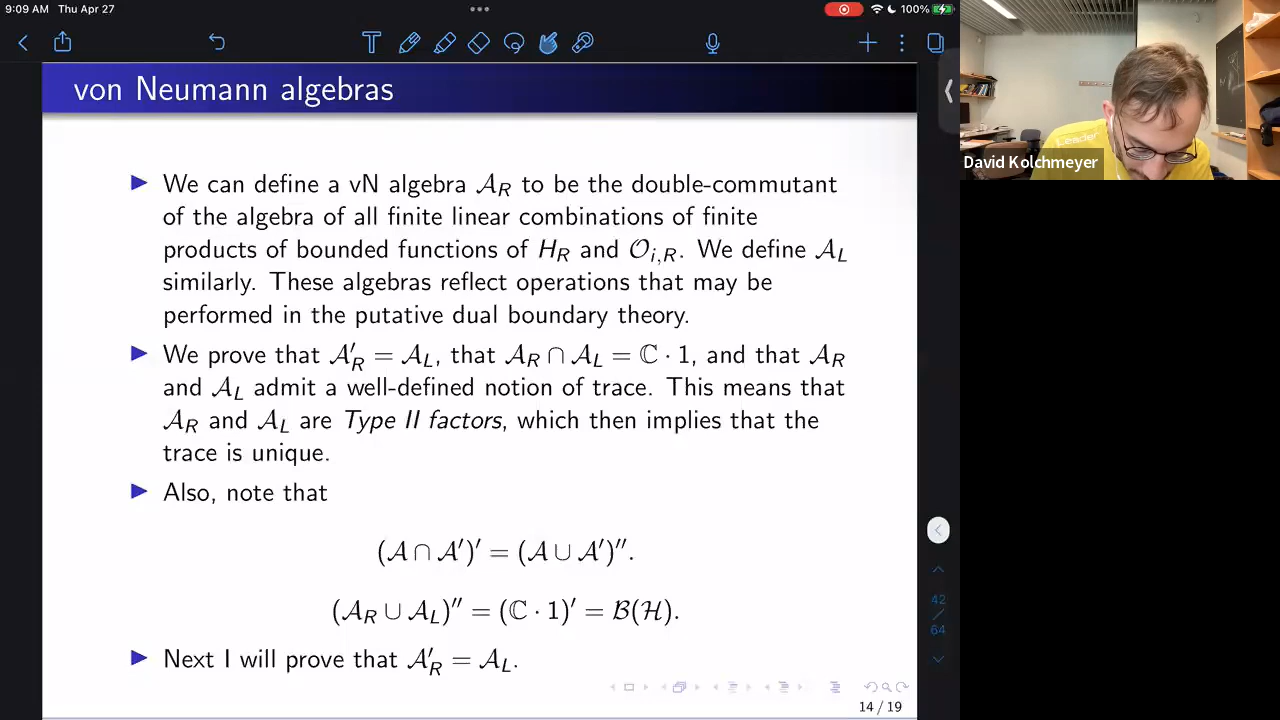 9:09 AM Thu Apr 27
100%
von Neumann algebras
We can define a vN algebra 𝒜_R to be the double-commutant
of the algebra of all finite linear combinations of finite
products of bounded functions of H_R and 𝒪_{i,R}. We define 𝒜_L
similarly. These algebras reflect operations that may be
performed in the putative dual boundary theory.
We prove that 𝒜′_R = 𝒜_L, that 𝒜_R ∩ 𝒜_L = ℂ · 1, and that 𝒜_R
and 𝒜_L admit a well-defined notion of trace. This means that
𝒜_R and 𝒜_L are Type II factors, which then implies that the
trace is unique.
Also, note that
(𝒜 ∩ 𝒜′)′ = (𝒜 ∪ 𝒜′)″.
(𝒜_R ∪ 𝒜_L)″ = (ℂ · 1)′ = ℬ(ℋ).
Next I will prove that 𝒜′_R = 𝒜_L.
14 / 19
42
/
64
Leader
David Kolchmeyer